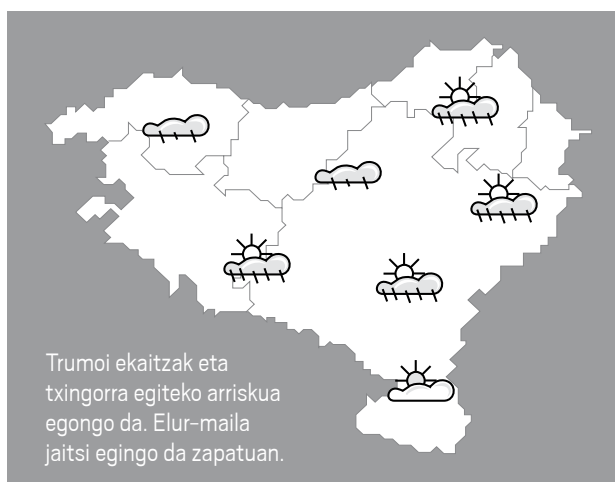 Trumoi ekaitzak eta
txingorra egiteko arriskua
egongo da. Elur-maila
jaitsi egingo da zapatuan.